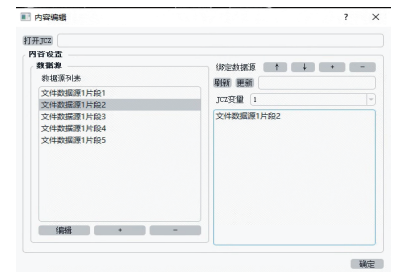 内容编辑
? ×
打开JCZ
内容设置
数据源
数据源列表
文件数据源1片段1
文件数据源1片段2
文件数据源1片段3
文件数据源1片段4
文件数据源1片段5
编辑 + −
绑定数据源 ↑ ↓ + −
刷新 更新
JCZ变量 1
文件数据源1片段2
确定